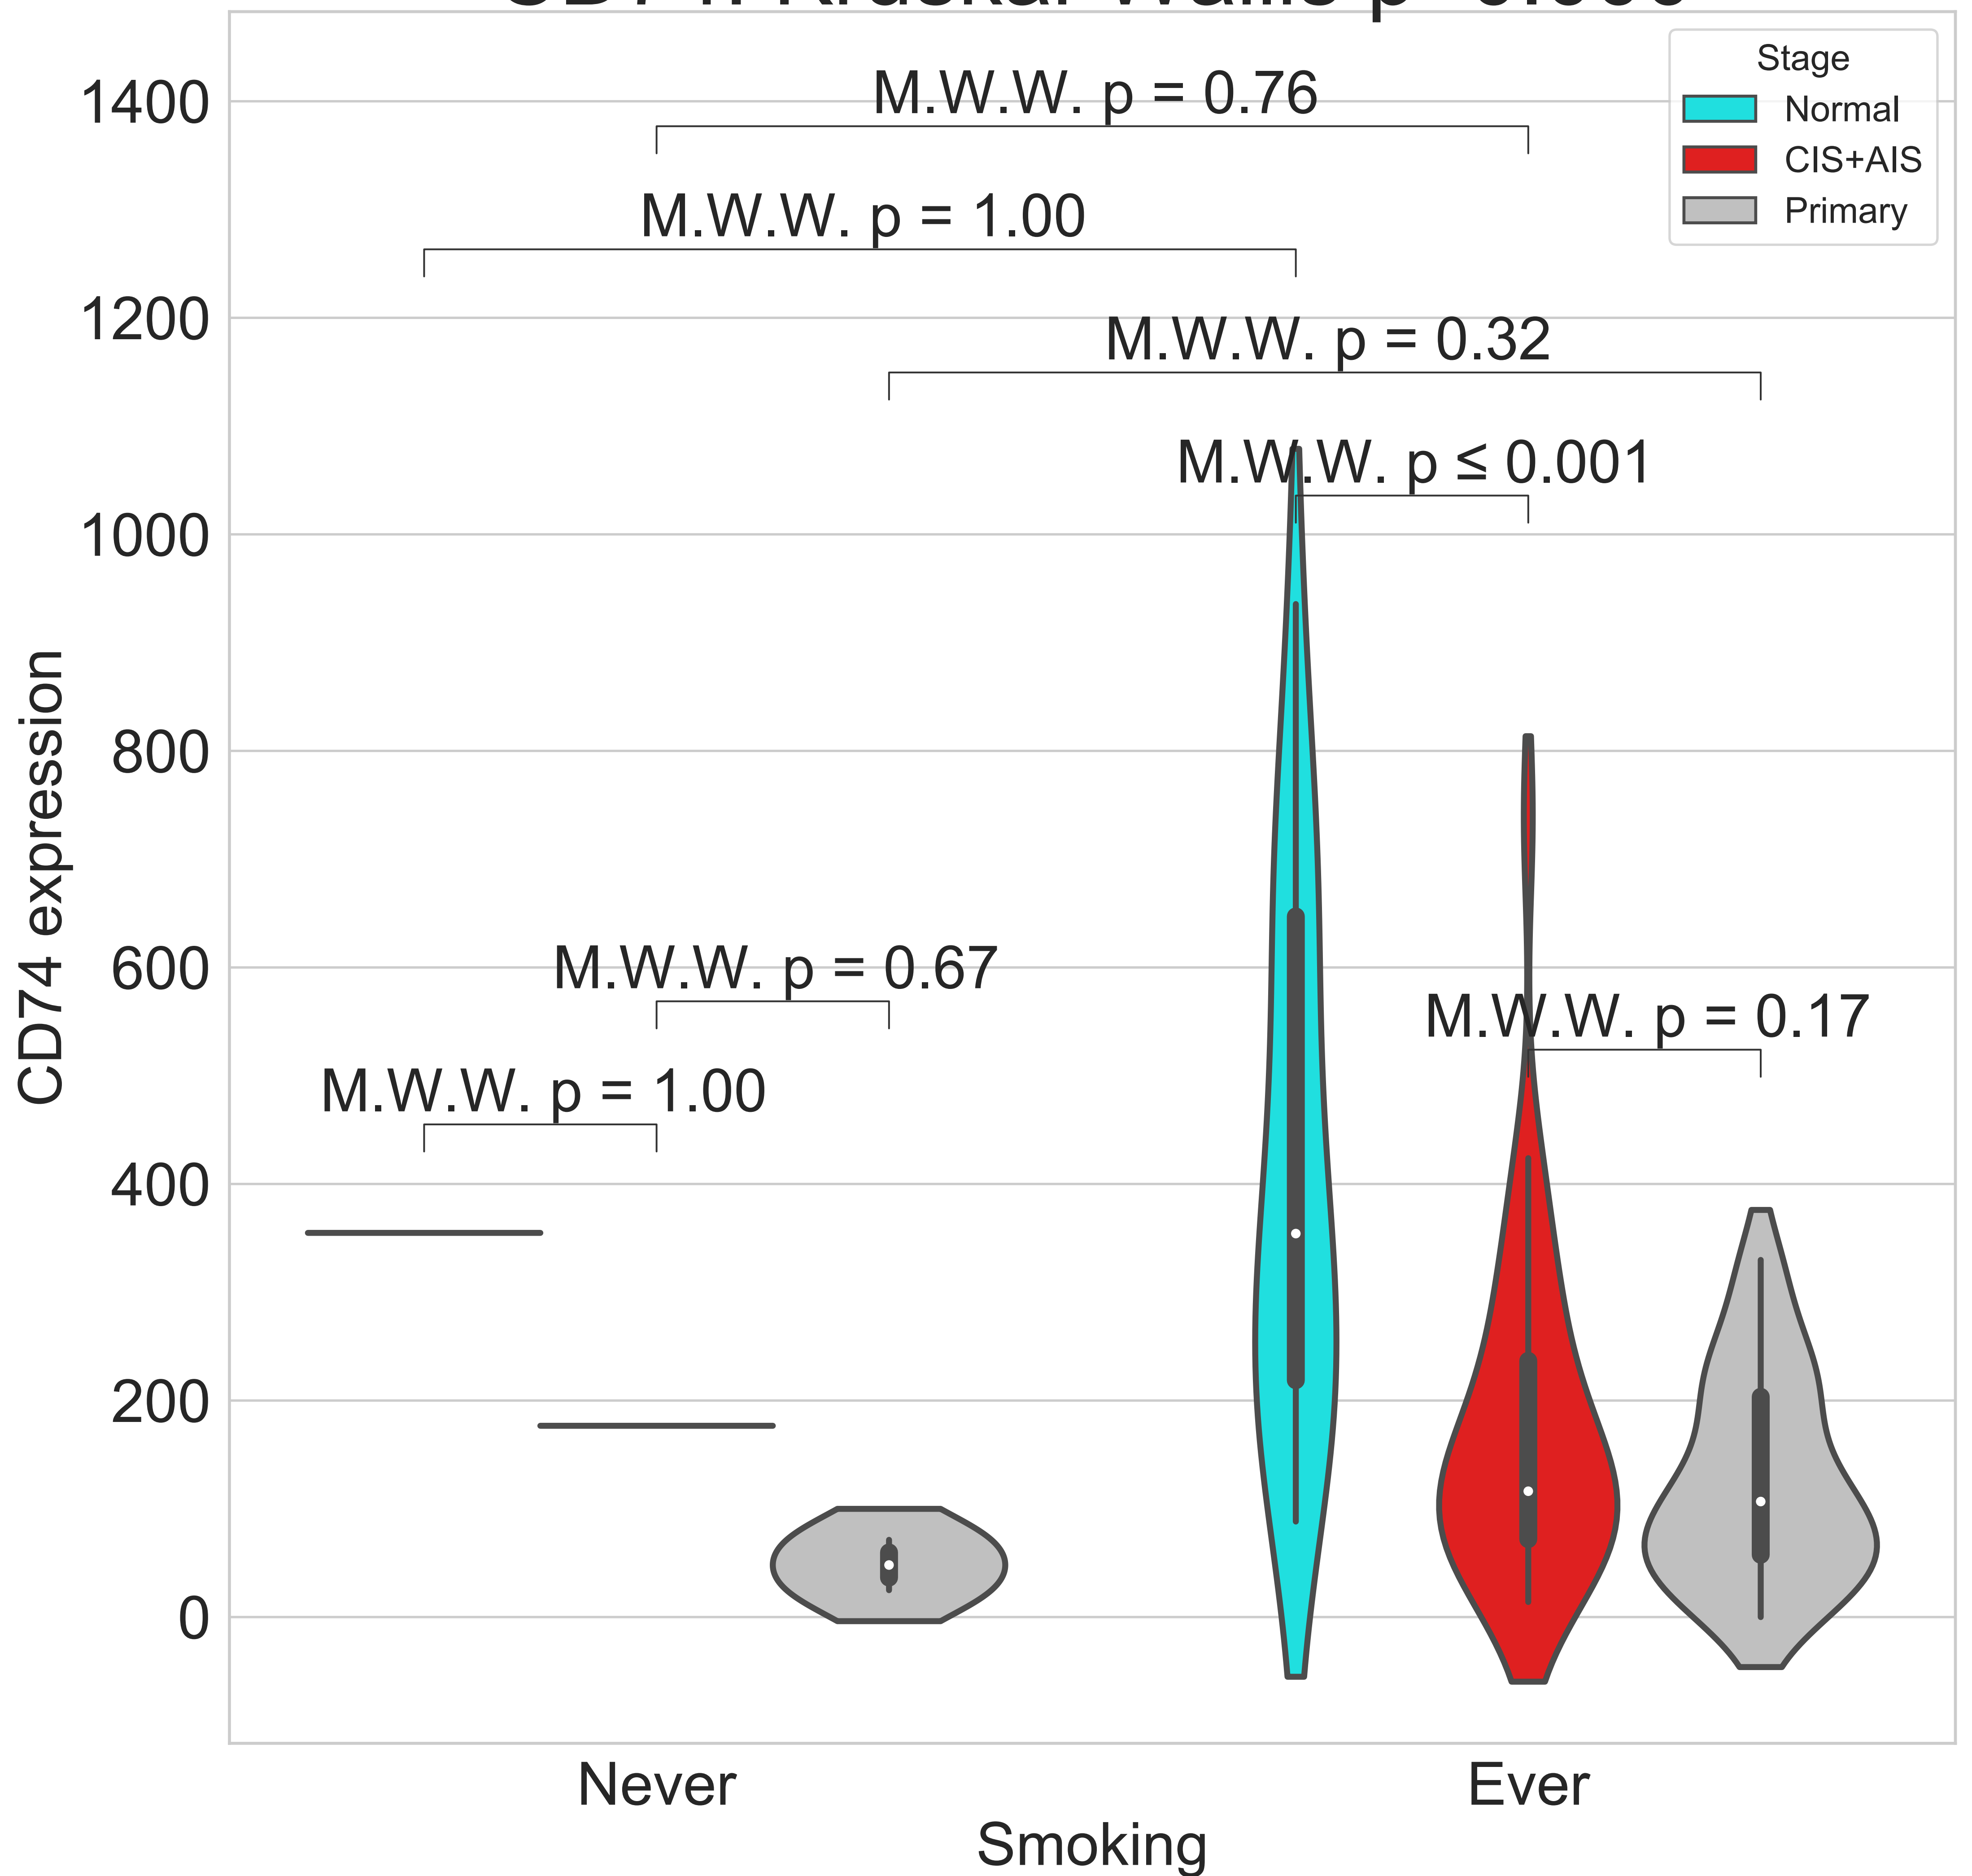 Stage
Normal
CIS+AIS
Primary
M.W.W. p = 0.76
M.W.W. p = 1.00
M.W.W. p = 0.32
M.W.W. p ≤ 0.001
M.W.W. p = 0.67
M.W.W. p = 0.17
M.W.W. p = 1.00
1400
1200
1000
800
600
400
200
0
CD74 expression
Never
Ever
Smoking